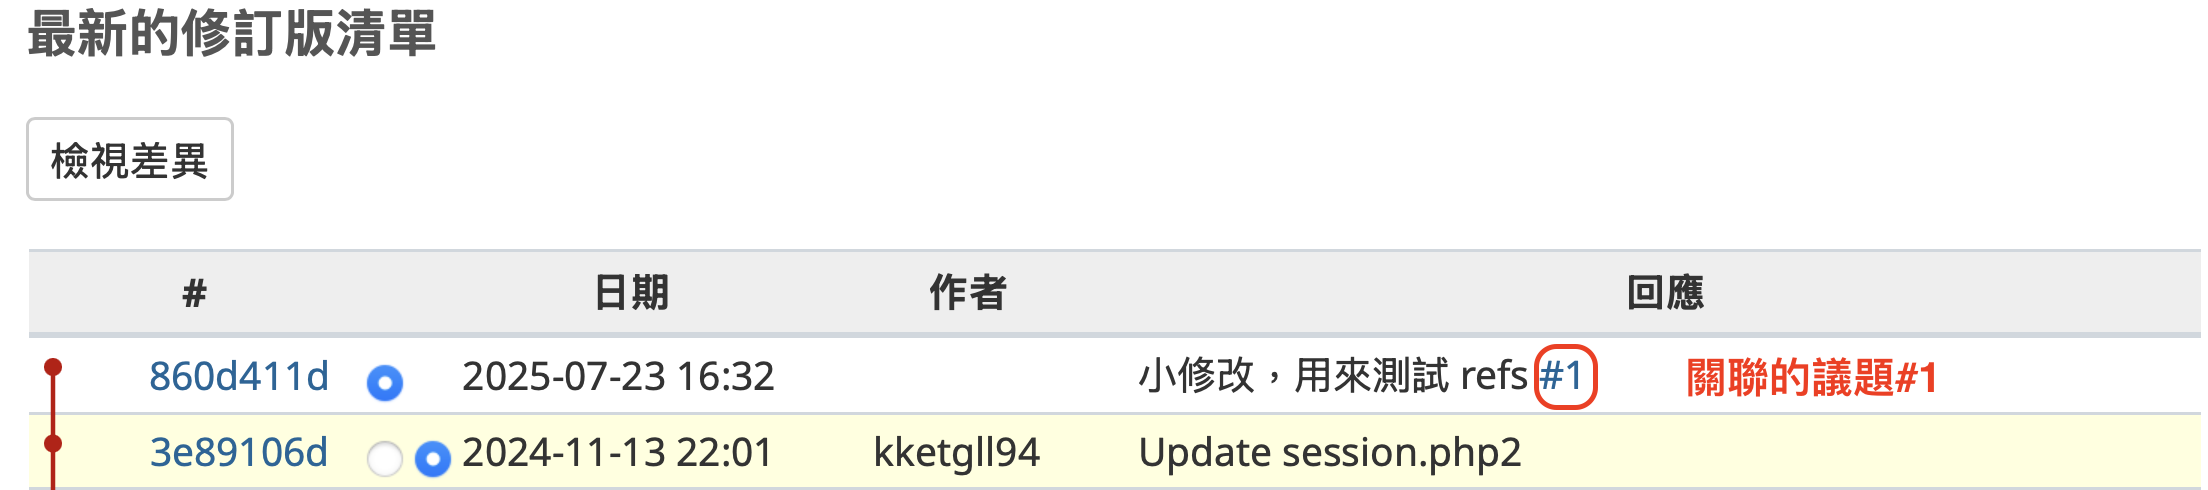 最新的修訂版清單
檢視差異
# 日期 作者 回應
860d411d 2025-07-23 16:32 小修改，用來測試 refs #1 關聯的議題#1
3e89106d 2024-11-13 22:01 kketgll94 Update session.php2